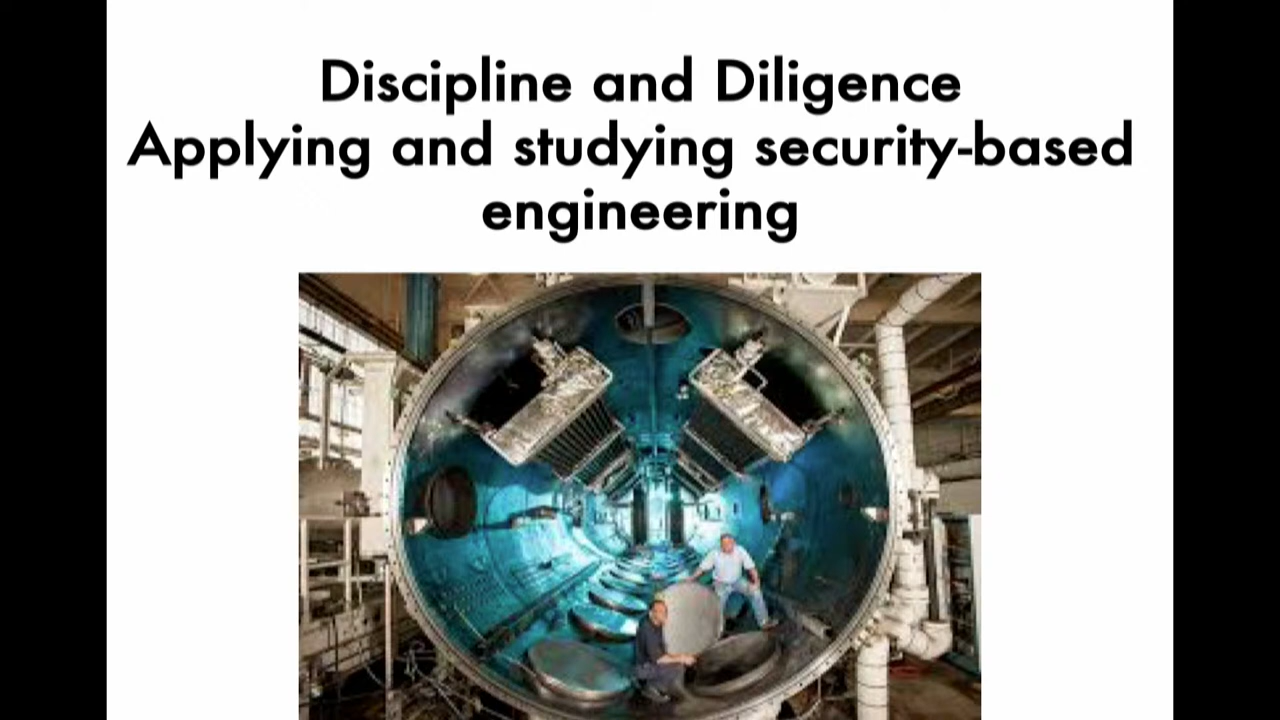 Discipline and Diligence
Applying and studying security-based
engineering